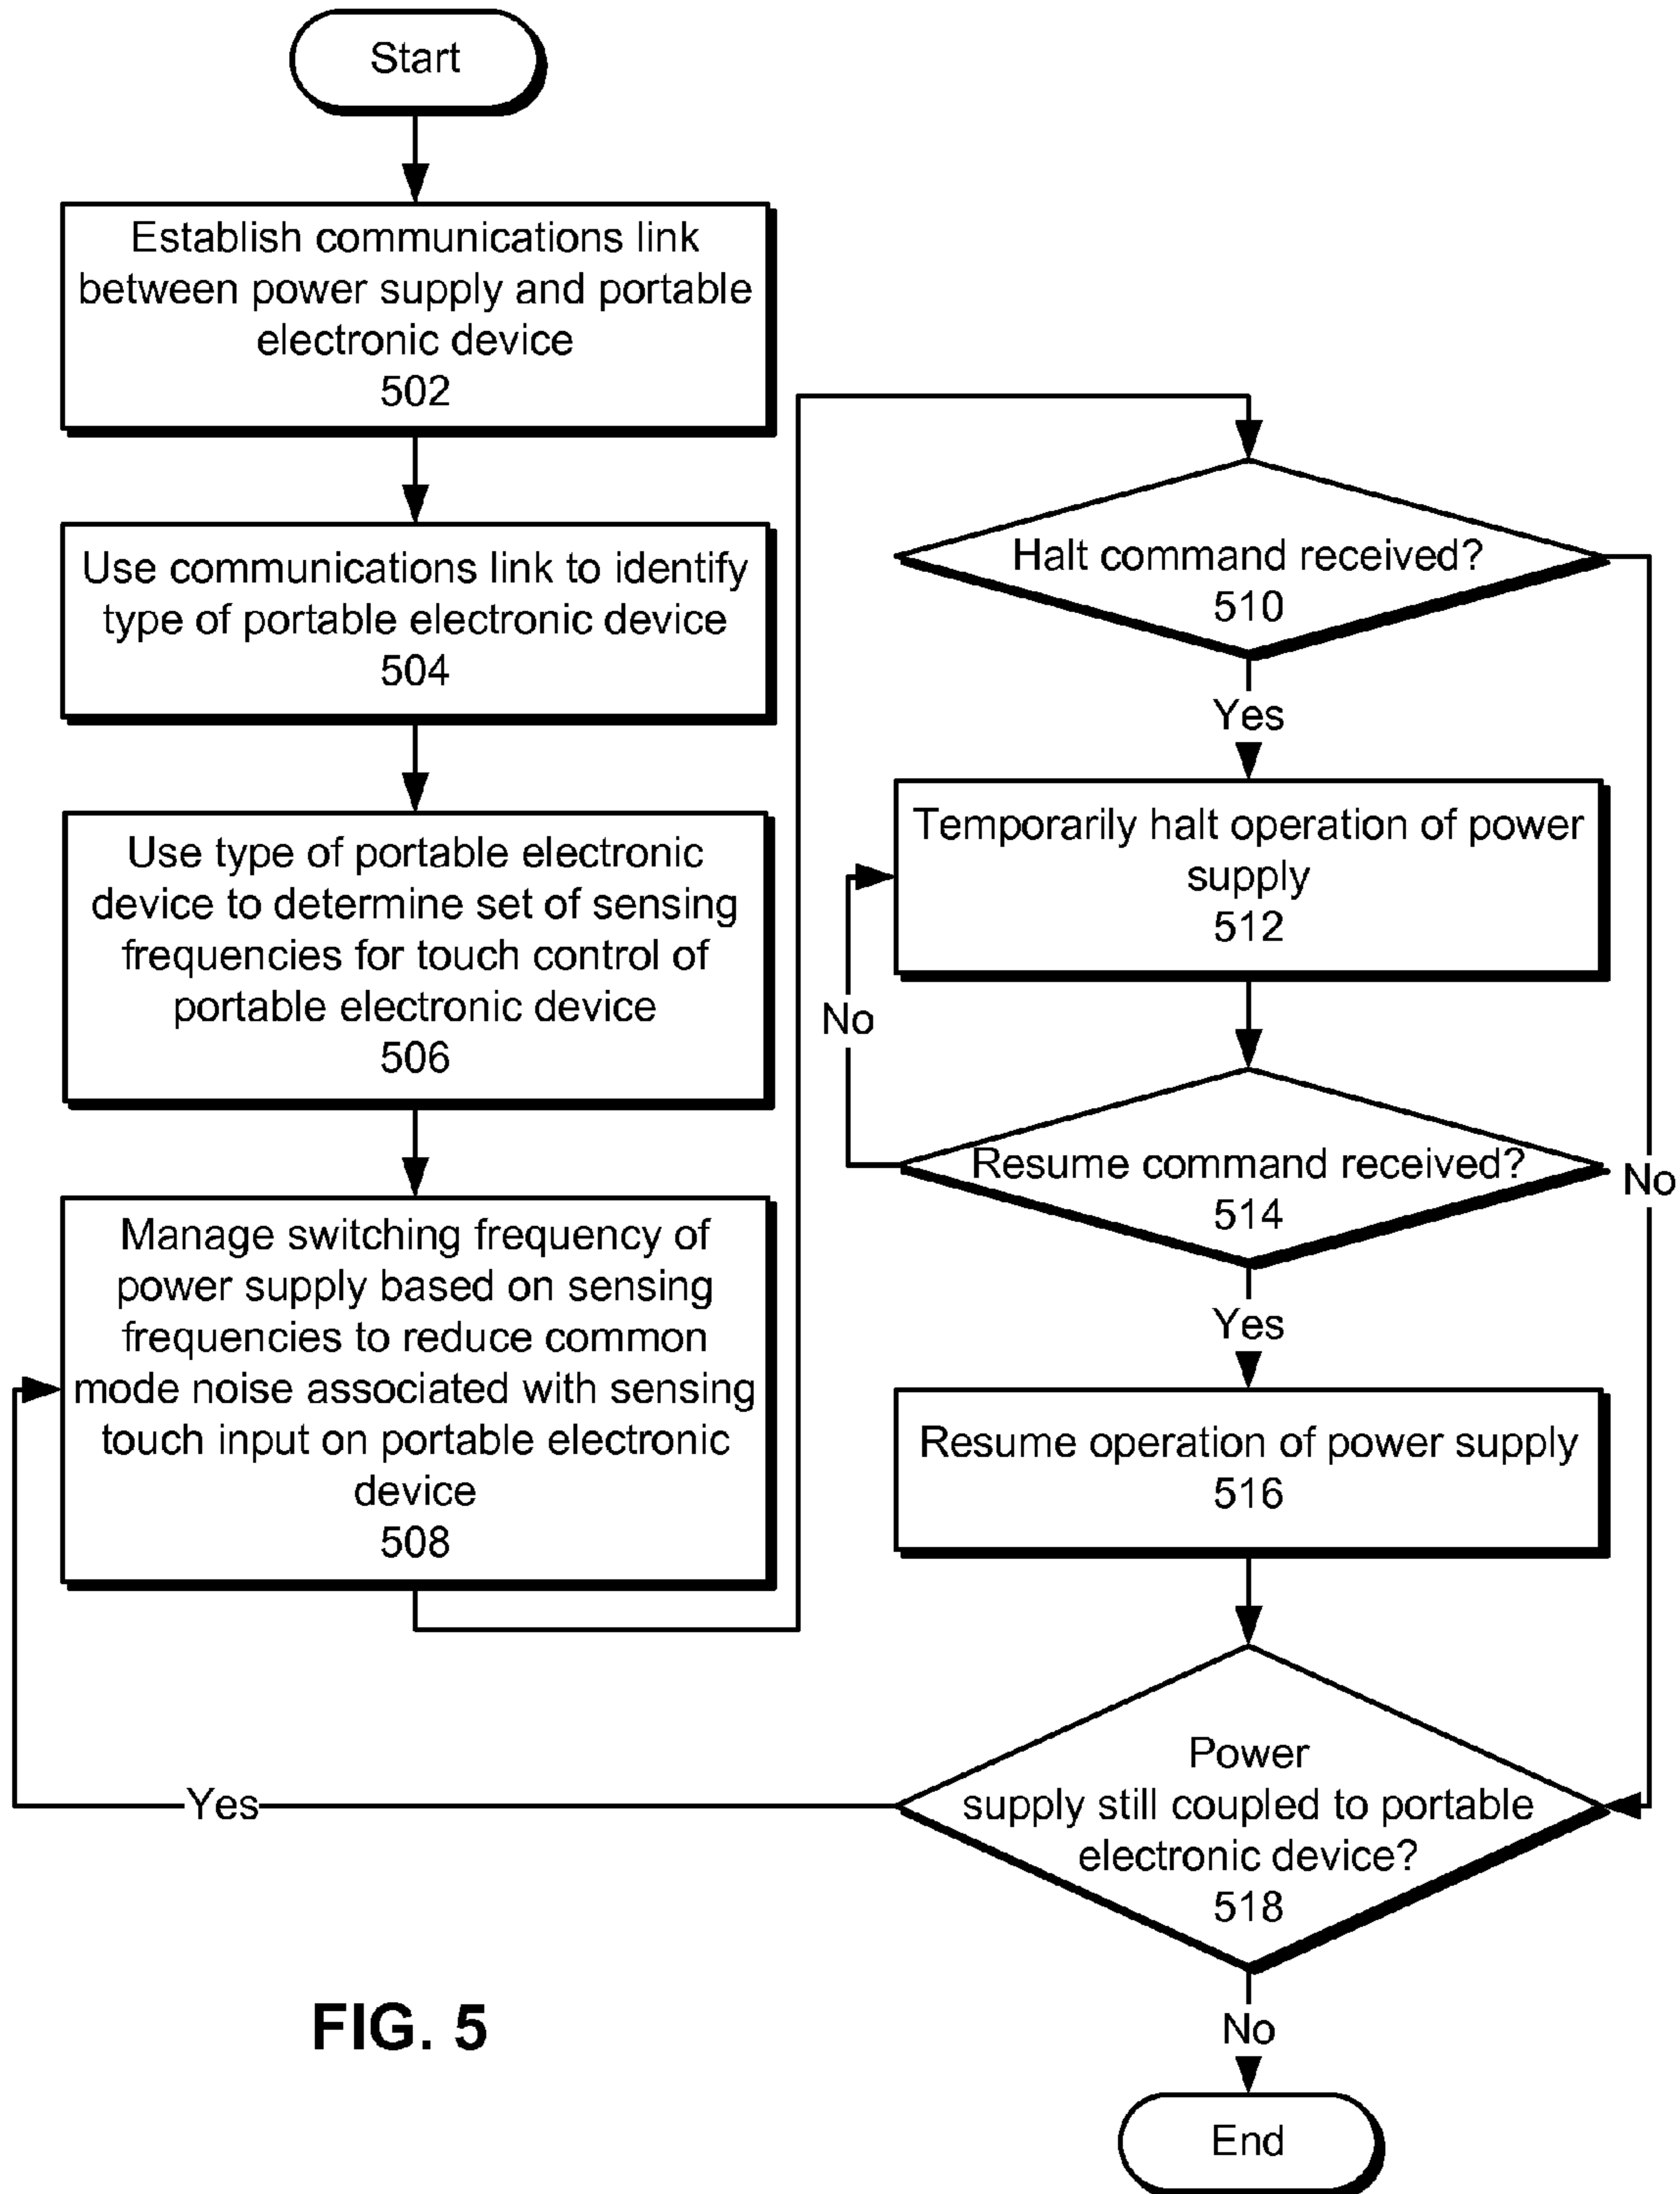 Start
Establish communications link
between power supply and portable
electronic device
502
Use communications link to identify
type of portable electronic device
504
Use type of portable electronic
device to determine set of sensing
frequencies for touch control of
portable electronic device
506
Manage switching frequency of
power supply based on sensing
frequencies to reduce common
mode noise associated with sensing
touch input on portable electronic
device
508
Halt command received?
510
Yes
No
Temporarily halt operation of power
supply
512
No
Resume command received?
514
Yes
Resume operation of power supply
516
Power
supply still coupled to portable
electronic device?
518
Yes
No
End
FIG. 5